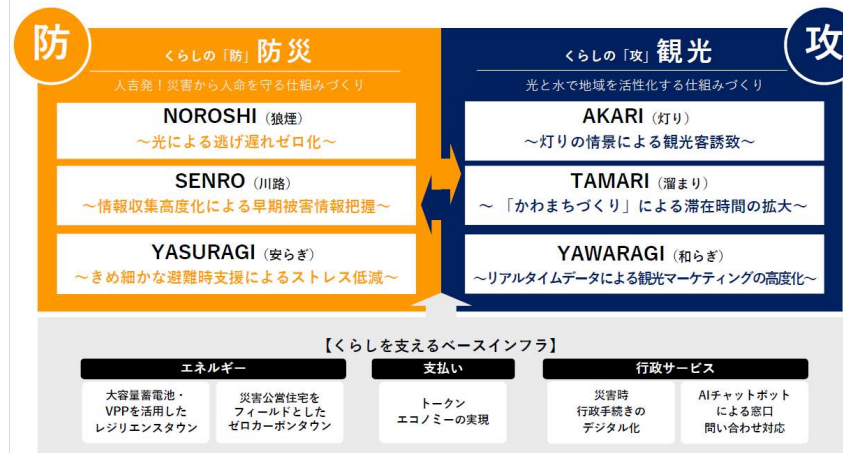 防
くらしの「防」防災
人吉発！災害から人命を守る仕組みづくり
NOROSHI（狼煙）
～光による逃げ遅れゼロ化～
SENRO（川路）
～情報収集高度化による早期被害情報把握～
YASURAGI（安らぎ）
～きめ細かな避難時支援によるストレス低減～
攻
くらしの「攻」観光
光と水で地域を活性化する仕組みづくり
AKARI（灯り）
～灯りの情景による観光客誘致～
TAMARI（溜まり）
～「かわまちづくり」による滞在時間の拡大～
YAWARAGI（和らぎ）
～リアルタイムデータによる観光マーケティングの高度化～
【くらしを支えるベースインフラ】
エネルギー
大容量蓄電池・
VPPを活用した
レジリエンスタウン
災害公営住宅を
フィールドとした
ゼロカーボンタウン
支払い
トークン
エコノミーの実現
行政サービス
災害時
行政手続きの
デジタル化
AIチャットボット
による窓口
問い合わせ対応